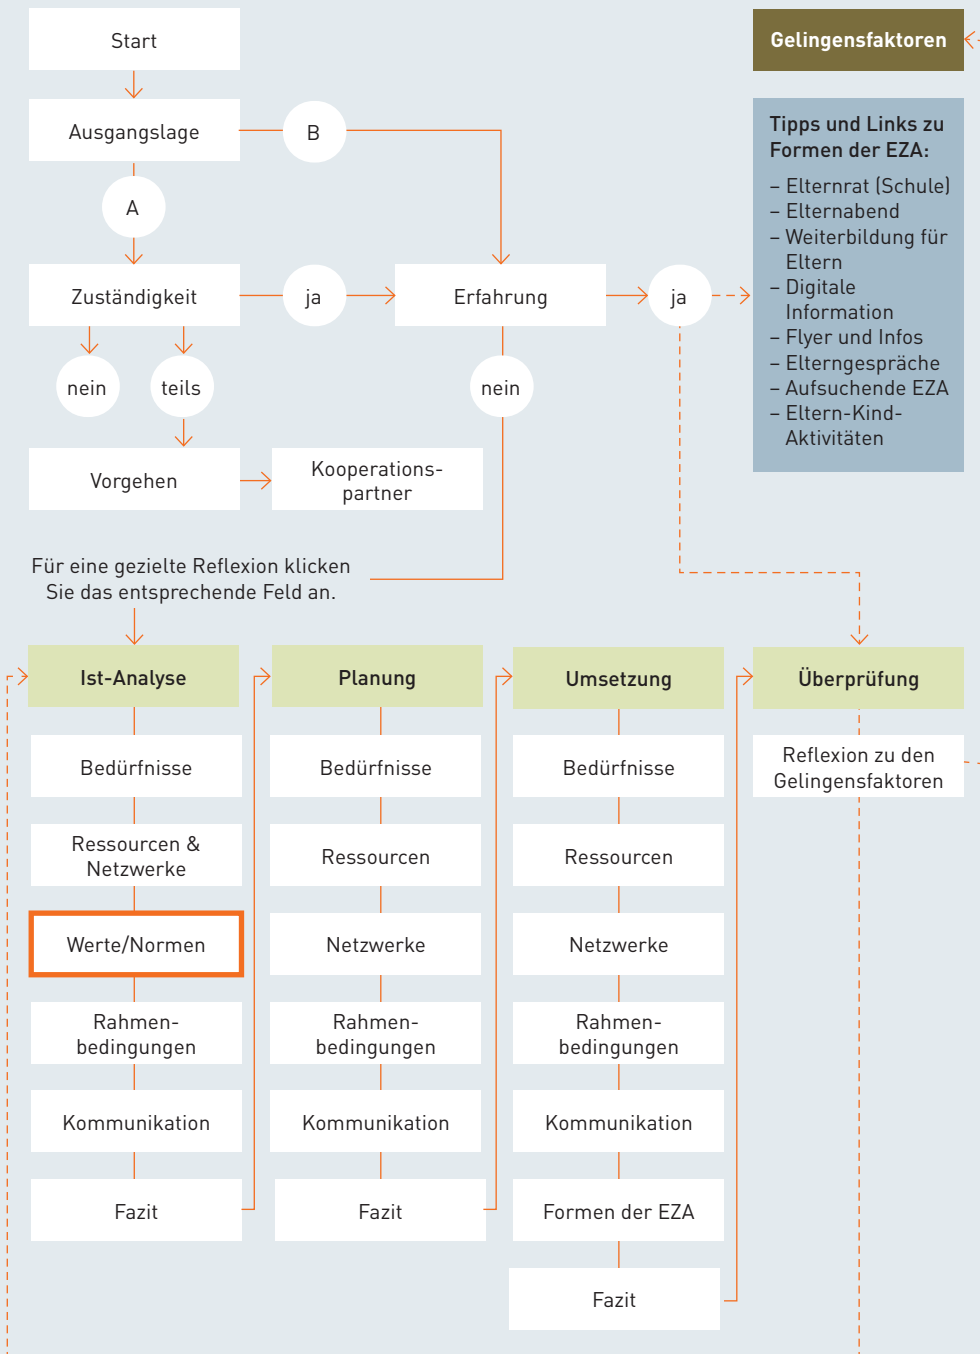 Start
Gelingensfaktoren
Ausgangslage
B
Tipps und Links zu
Formen der EZA:
– Elternrat (Schule)
– Elternabend
– Weiterbildung für
Eltern
– Digitale
Information
– Flyer und Infos
– Elterngespräche
– Aufsuchende EZA
– Eltern-Kind-
Aktivitäten
A
Zuständigkeit
ja
Erfahrung
ja
nein
teils
nein
Vorgehen
Kooperations-
partner
Für eine gezielte Reflexion klicken
Sie das entsprechende Feld an.
Ist-Analyse
Bedürfnisse
Ressourcen &
Netzwerke
Werte/Normen
Rahmen-
bedingungen
Kommunikation
Fazit
Planung
Bedürfnisse
Ressourcen
Netzwerke
Rahmen-
bedingungen
Kommunikation
Fazit
Umsetzung
Bedürfnisse
Ressourcen
Netzwerke
Rahmen-
bedingungen
Kommunikation
Formen der EZA
Fazit
Überprüfung
Reflexion zu den
Gelingensfaktoren